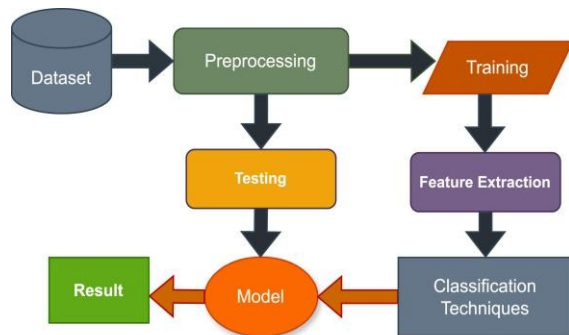 Dataset
Preprocessing
Training
Testing
Feature Extraction
Result
Model
Classification
Techniques